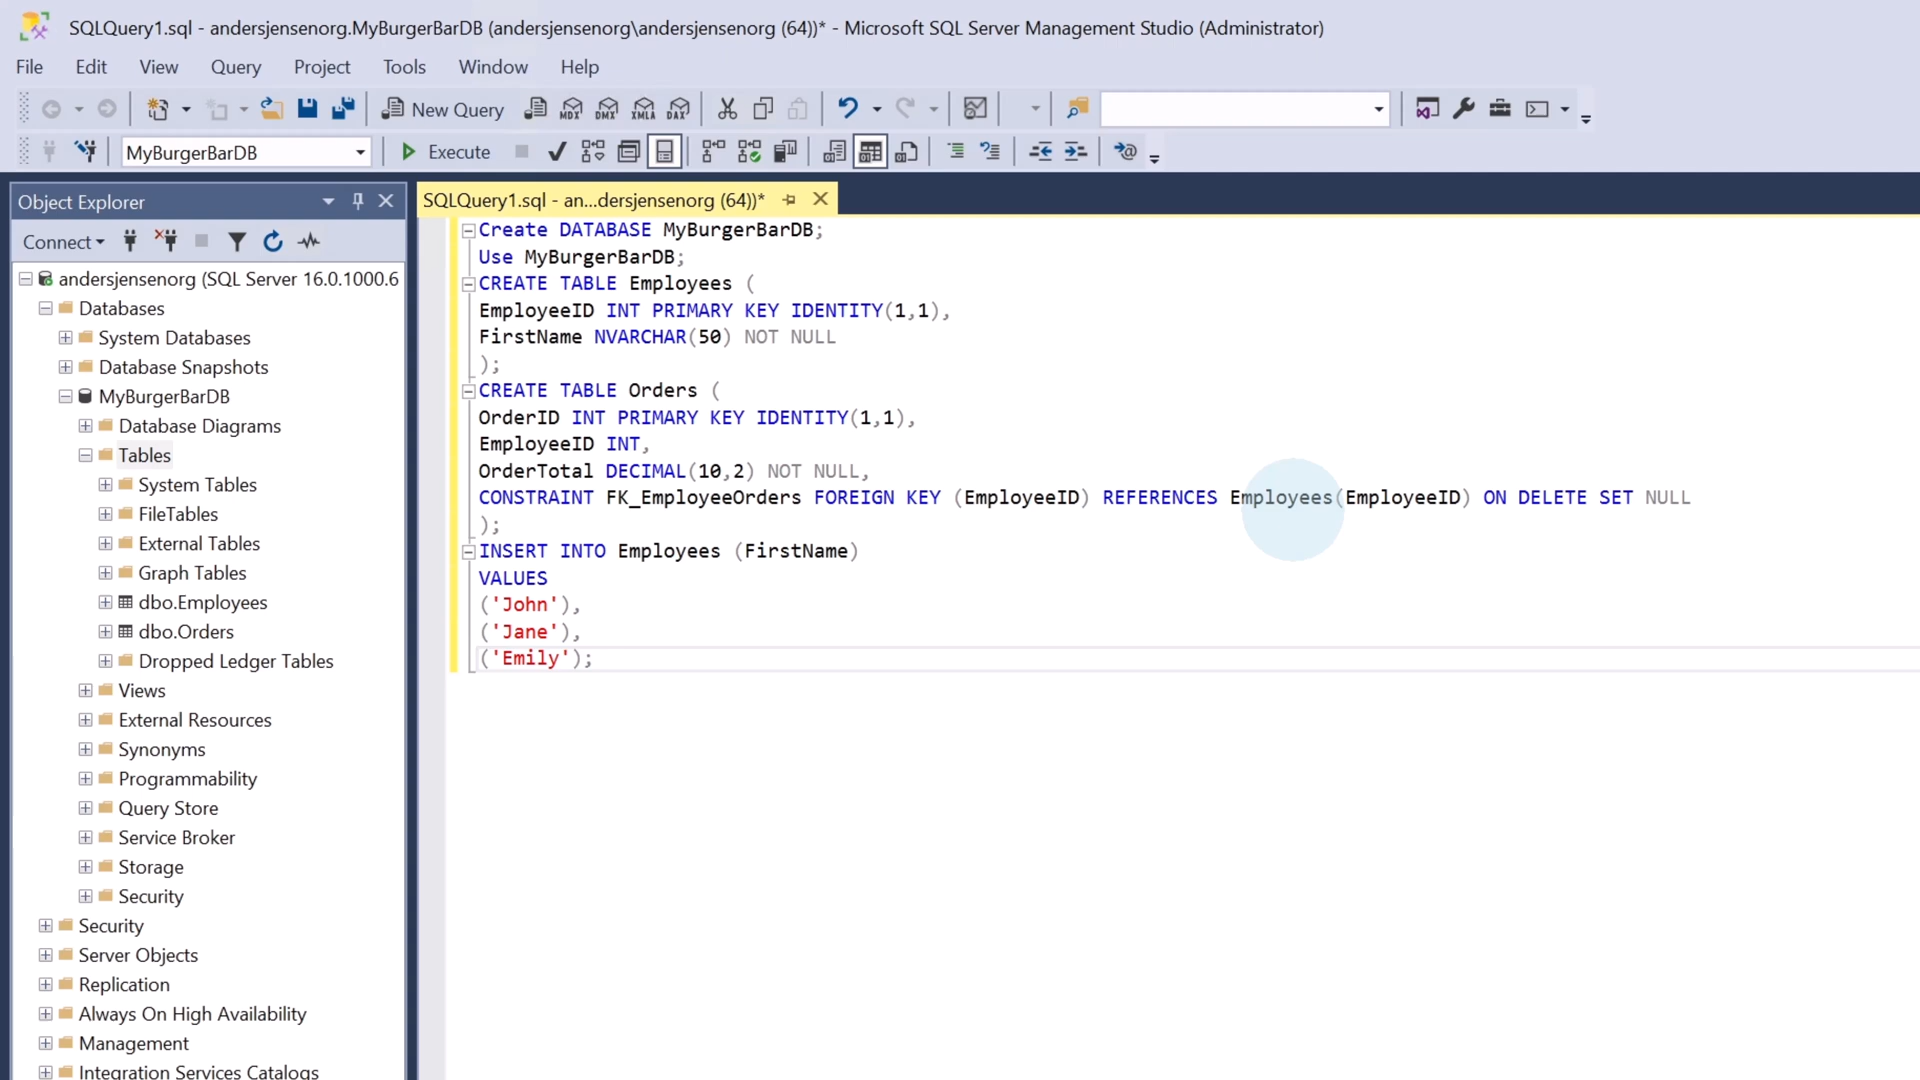 SQLQuery1.sql - andersjensenorg.MyBurgerBarDB (andersjensenorg\andersjensenorg (64))* - Microsoft SQL Server Management Studio (Administrator)
File Edit View Query Project Tools Window Help
New Query MDX DMX XMLA DAX
MyBurgerBarDB Execute
Object Explorer
Connect
andersjensenorg (SQL Server 16.0.1000.6
Databases
System Databases
Database Snapshots
MyBurgerBarDB
Database Diagrams
Tables
System Tables
FileTables
External Tables
Graph Tables
dbo.Employees
dbo.Orders
Dropped Ledger Tables
Views
External Resources
Synonyms
Programmability
Query Store
Service Broker
Storage
Security
Security
Server Objects
Replication
Always On High Availability
Management
Integration Services Catalogs
SQLQuery1.sql - an...dersjensenorg (64))*
Create DATABASE MyBurgerBarDB;
Use MyBurgerBarDB;
CREATE TABLE Employees (
EmployeeID INT PRIMARY KEY IDENTITY(1,1),
FirstName NVARCHAR(50) NOT NULL
);
CREATE TABLE Orders (
OrderID INT PRIMARY KEY IDENTITY(1,1),
EmployeeID INT,
OrderTotal DECIMAL(10,2) NOT NULL,
CONSTRAINT FK_EmployeeOrders FOREIGN KEY (EmployeeID) REFERENCES Employees(EmployeeID) ON DELETE SET NULL
);
INSERT INTO Employees (FirstName)
VALUES
('John'),
('Jane'),
('Emily');